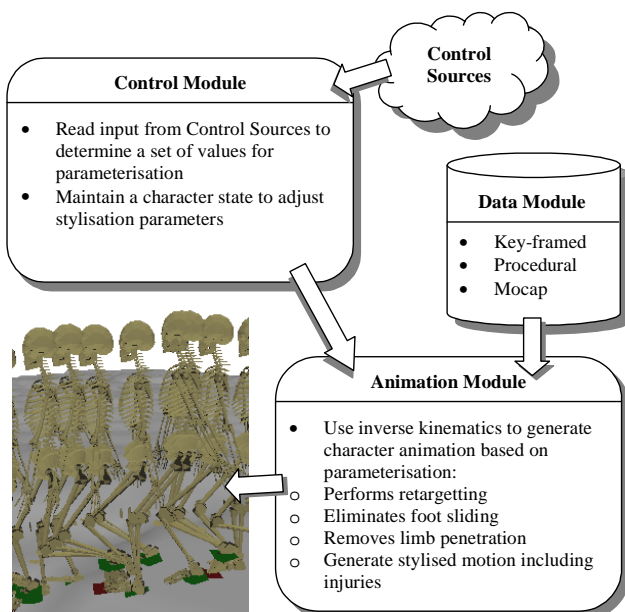 Control
Sources
Control Module
• Read input from Control Sources to
determine a set of values for
parameterisation
• Maintain a character state to adjust
stylisation parameters
Data Module
• Key-framed
• Procedural
• Mocap
Animation Module
• Use inverse kinematics to generate
character animation based on
parameterisation:
o Performs retargetting
o Eliminates foot sliding
o Removes limb penetration
o Generate stylised motion including
injuries